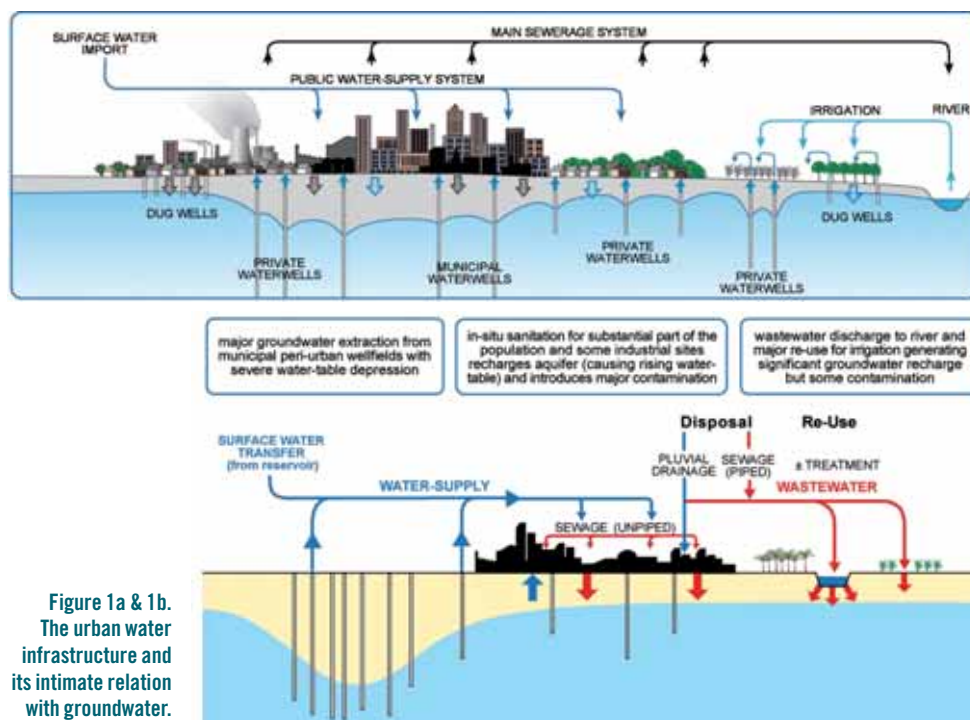 SURFACE WATER
IMPORT
MAIN SEWERAGE SYSTEM
PUBLIC WATER-SUPPLY SYSTEM
IRRIGATION
RIVER
DUG WELLS
PRIVATE
WATERWELLS
MUNICIPAL
WATERWELLS
PRIVATE
WATERWELLS
PRIVATE
WATERWELLS
DUG WELLS
major groundwater extraction from
municipal peri-urban wellfields with
severe water-table depression
in-situ sanitation for substantial part of the
population and some industrial sites
recharges aquifer (causing rising water-
table) and introduces major contamination
wastewater discharge to river and
major re-use for irrigation generating
significant groundwater recharge
but some contamination
Disposal
Re-Use
SURFACE WATER
TRANSFER
(from reservoir)
WATER-SUPPLY
PLUVIAL
DRAINAGE
SEWAGE
(PIPED)
± TREATMENT
WASTEWATER
SEWAGE (UNPIPED)
Figure 1a & 1b.
The urban water
infrastructure and
its intimate relation
with groundwater.